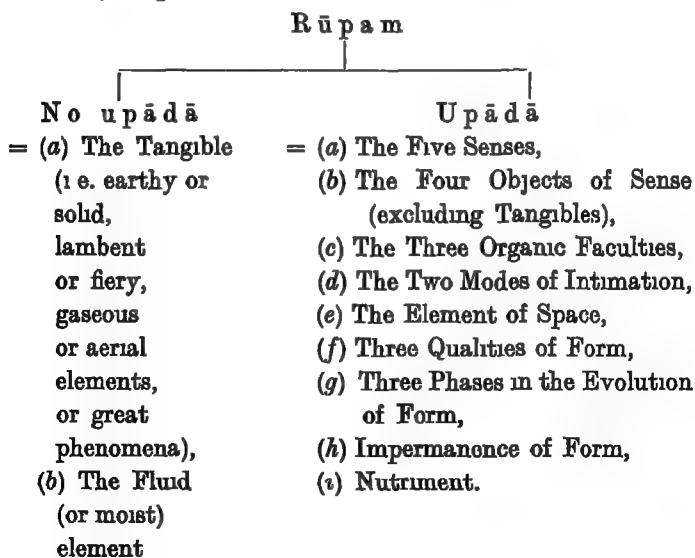 Rūpam
No upādā
= (a) The Tangible
(i e. earthy or
solid,
lambent
or fiery,
gaseous
or aerial
elements,
or great
phenomena),
(b) The Fluid
(or moist)
element
Upādā
= (a) The Five Senses,
(b) The Four Objects of Sense
(excluding Tangibles),
(c) The Three Organic Faculties,
(d) The Two Modes of Intimation,
(e) The Element of Space,
(f) Three Qualities of Form,
(g) Three Phases in the Evolution
of Form,
(h) Impermanence of Form,
(i) Nutriment.